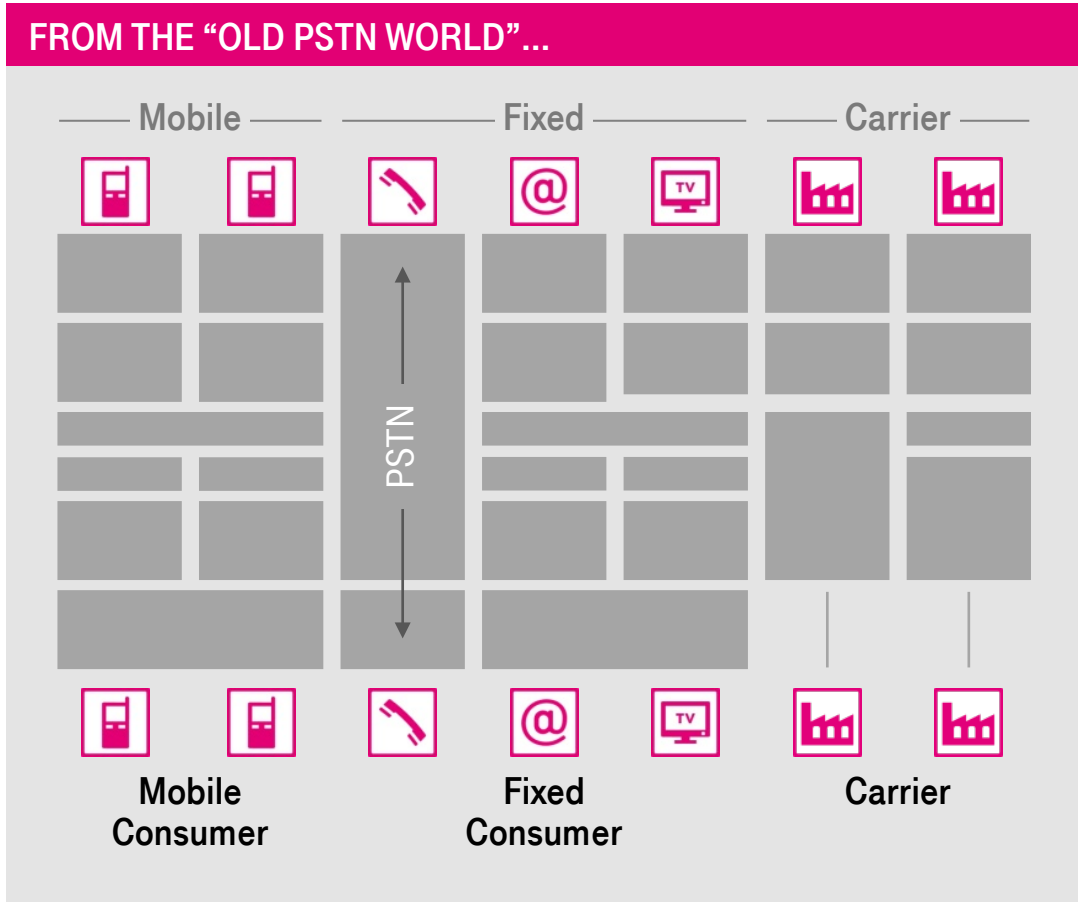 FROM THE “OLD PSTN WORLD”...
Mobile
Fixed
Carrier
@
TV
PSTN
@
TV
Mobile
Consumer
Fixed
Consumer
Carrier